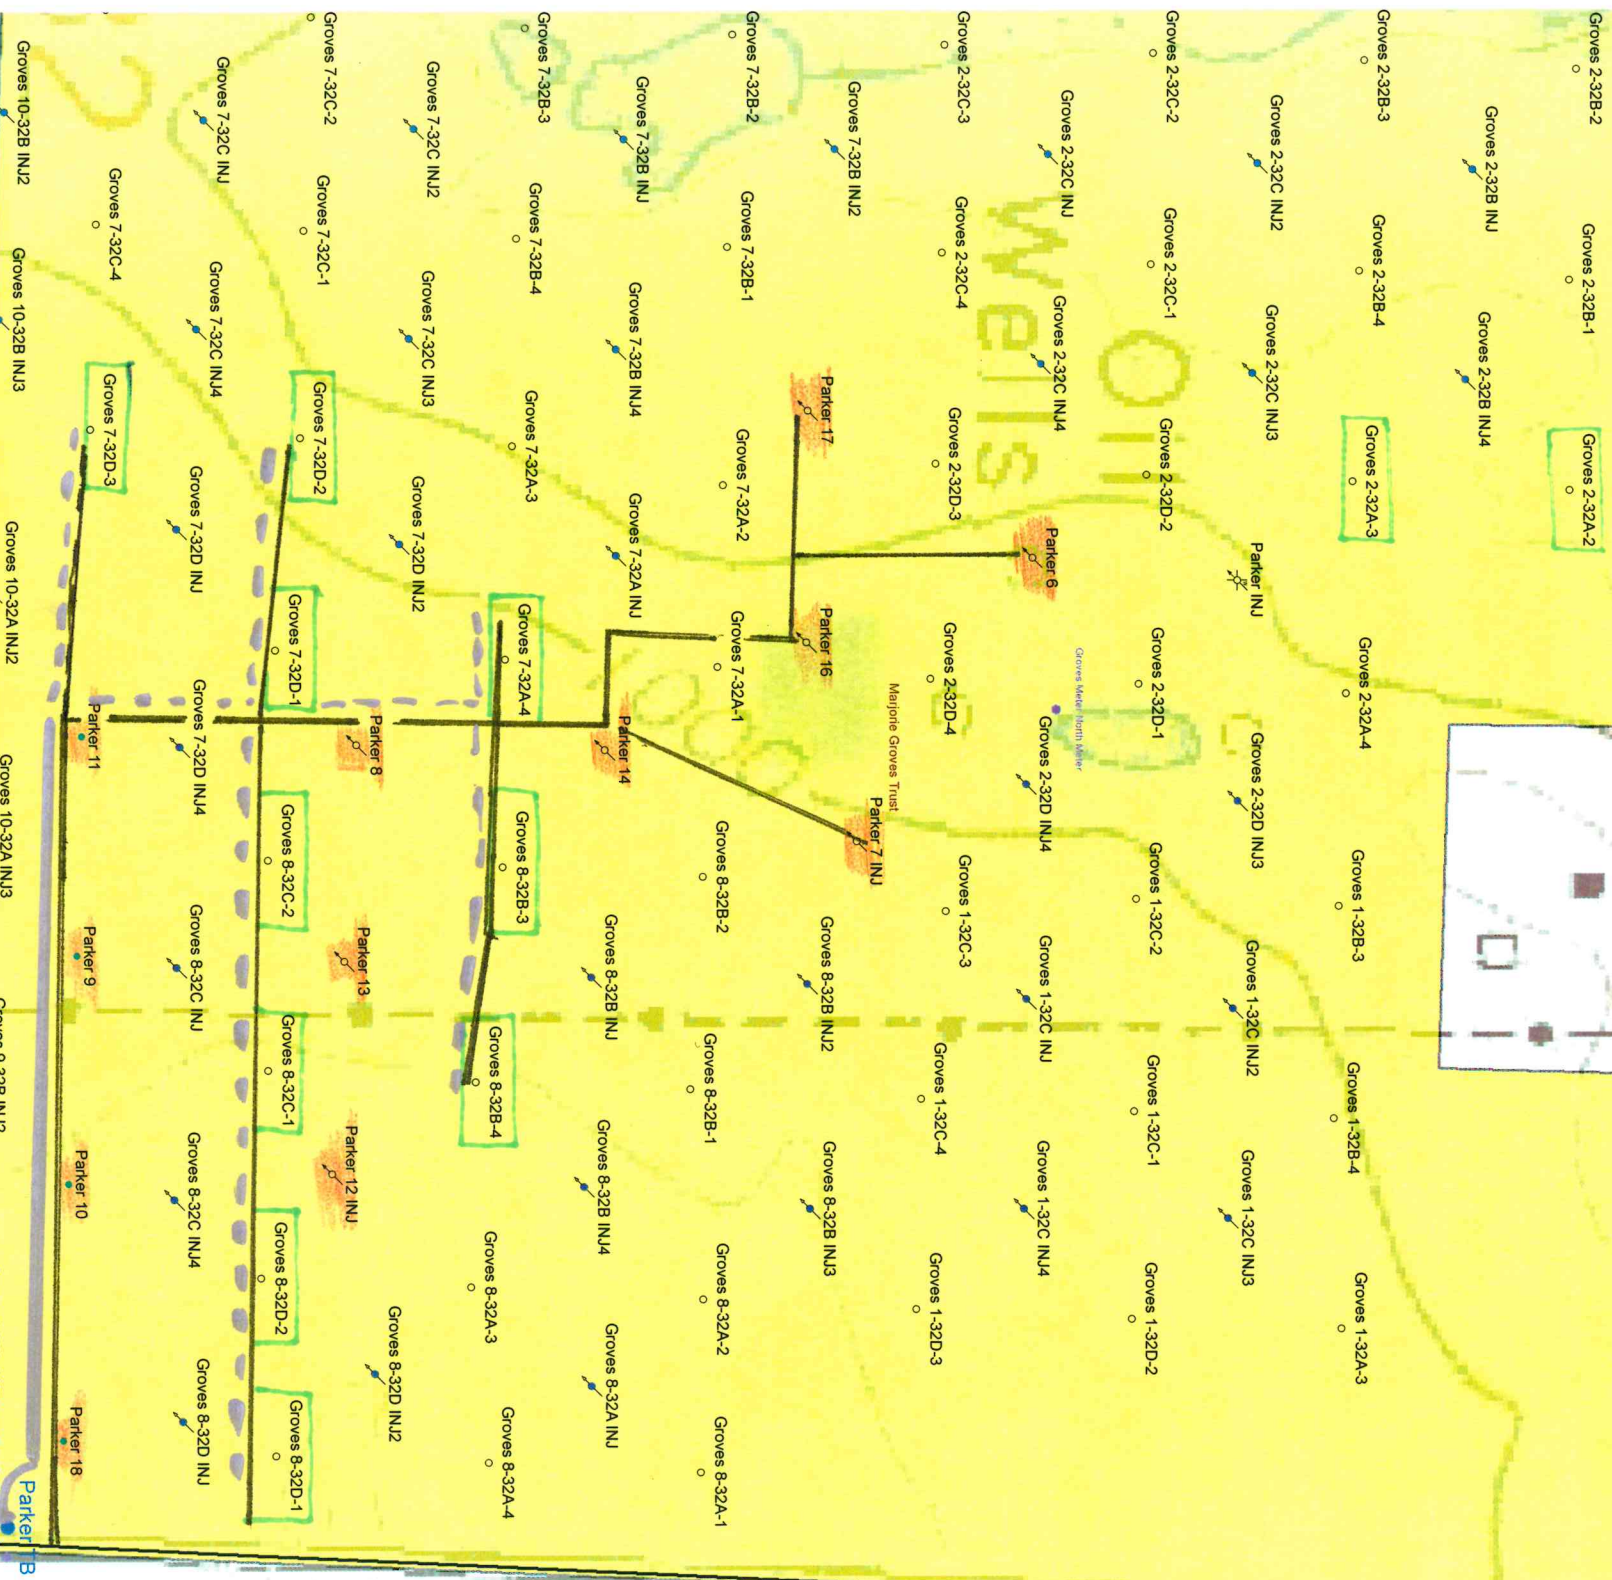 Groves 2-32B-2
Groves 2-32B-1
Groves 2-32A-2
Groves 2-32B INJ
Groves 2-32B INJ4
Groves 2-32B-3
Groves 2-32B-4
Groves 2-32A-3
Groves 2-32A-4
Groves 1-32B-3
Groves 1-32B-4
Groves 1-32A-3
Groves 2-32C INJ2
Groves 2-32C INJ3
Parker INJ
Groves 2-32D INJ3
Groves 1-32C INJ2
Groves 1-32C INJ3
Groves 2-32C-2
Groves 2-32C-1
Oil
Groves 2-32D-2
Groves 2-32D-1
Groves 1-32C-2
Groves 1-32C-1
Groves 1-32D-2
Groves Meter North Meter
Groves 2-32C INJ
Groves 2-32C INJ4
Parker 6
Groves 2-32D INJ4
Groves 1-32C INJ
Groves 1-32C INJ4
Wells
Groves 2-32C-3
Groves 2-32C-4
Groves 2-32D-3
Groves 2-32D-4
Groves 1-32C-3
Groves 1-32C-4
Groves 1-32D-3
Marjorie Groves Trust
Groves 7-32B INJ2
Parker 17
Parker 16
Parker 7 INJ
Groves 8-32B INJ2
Groves 8-32B INJ3
Groves 7-32B-2
Groves 7-32B-1
Groves 7-32A-2
Groves 7-32A-1
Groves 8-32B-2
Groves 8-32B-1
Groves 8-32A-2
Groves 8-32A-1
Groves 7-32B INJ
Groves 7-32B INJ4
Groves 7-32A INJ
Parker 14
Groves 8-32B INJ
Groves 8-32B INJ4
Groves 8-32A INJ
Groves 7-32B-3
Groves 7-32B-4
Groves 7-32A-3
Groves 7-32A-4
Groves 8-32B-3
Groves 8-32B-4
Groves 8-32A-3
Groves 8-32A-4
Groves 7-32C INJ2
Groves 7-32C INJ3
Groves 7-32D INJ2
Parker 8
Parker 13
Parker 12 INJ
Groves 8-32D INJ2
Groves 7-32C-2
Groves 7-32C-1
Groves 7-32D-2
Groves 7-32D-1
Groves 8-32C-2
Groves 8-32C-1
Groves 8-32D-2
Groves 8-32D-1
Groves 7-32C INJ
Groves 7-32C INJ4
Groves 7-32D INJ
Groves 7-32D INJ4
Groves 8-32C INJ
Groves 8-32C INJ4
Groves 8-32D INJ
Groves 7-32C-4
Groves 7-32D-3
Parker 11
Parker 9
Parker 10
Parker 18
Groves 10-32B INJ2
Groves 10-32B INJ3
Groves 10-32A INJ2
Groves 10-32A INJ3
Parker TB